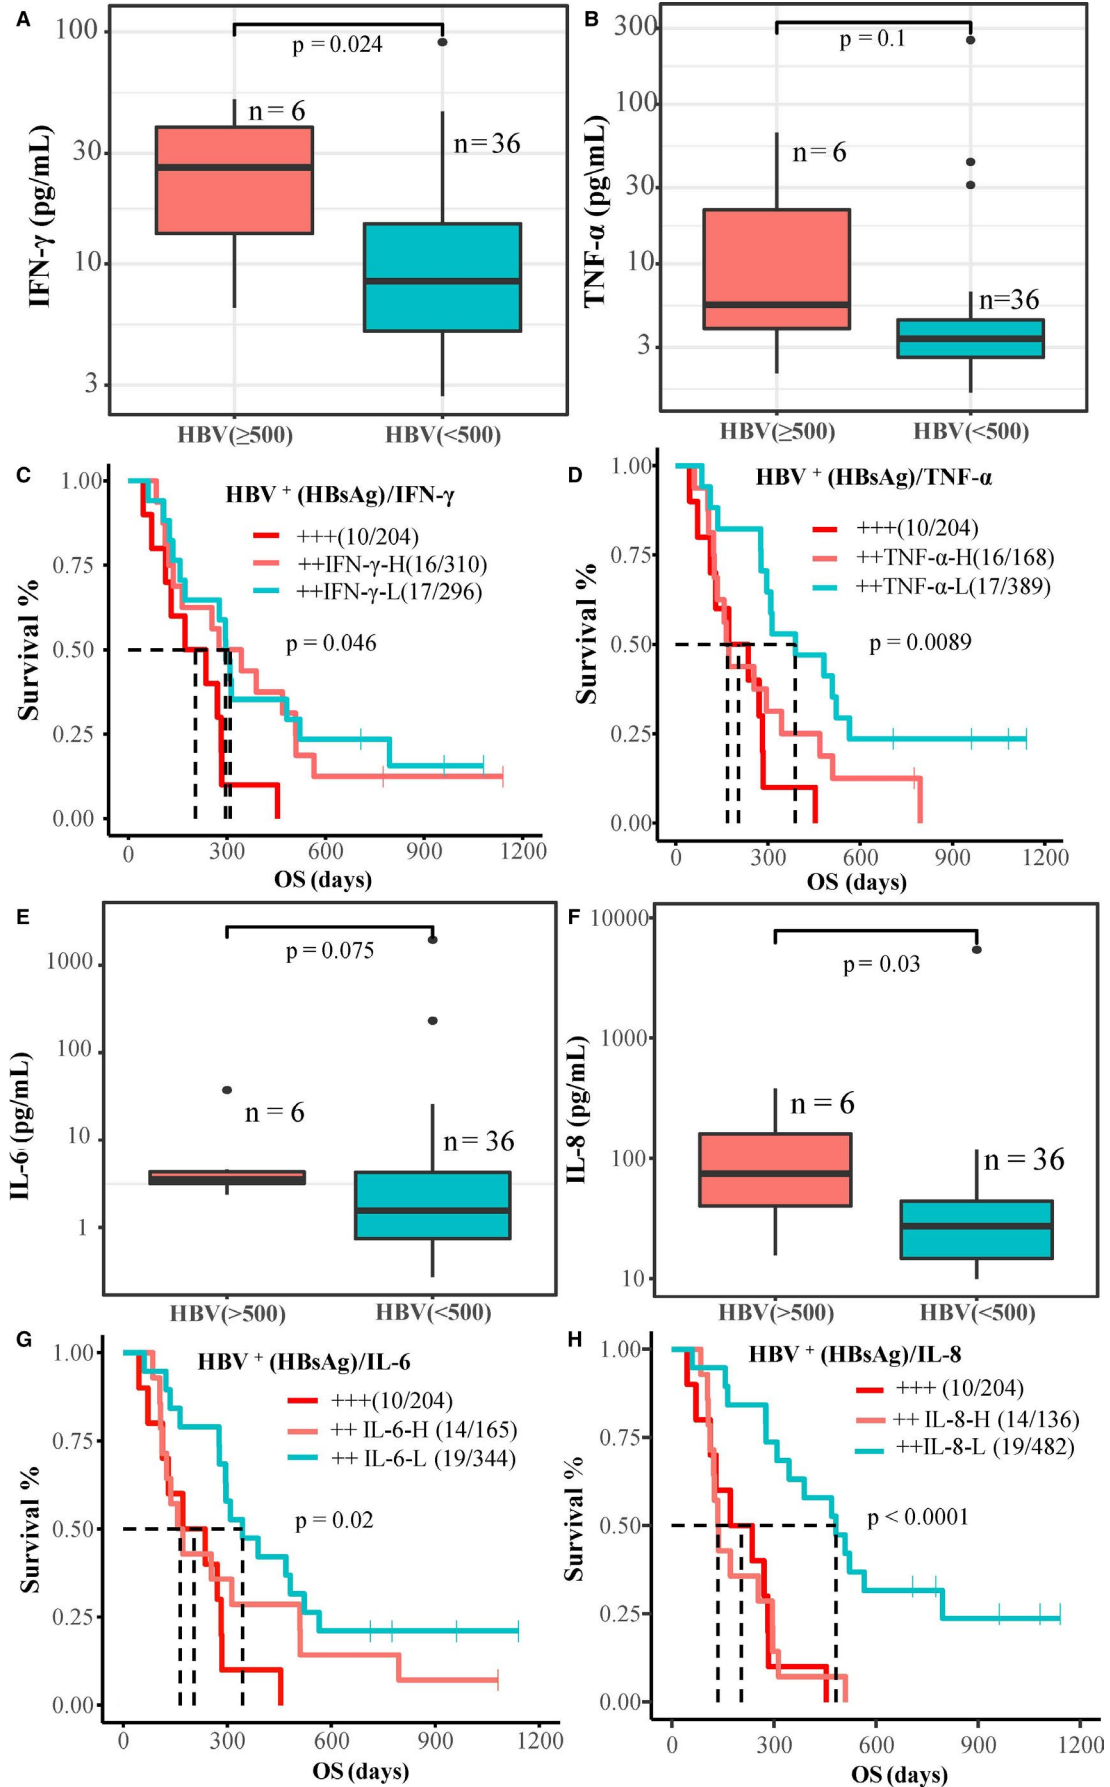 A
100
30
10
3
IFN-γ (pg/mL)
p = 0.024
n = 6
n=36
HBV(≥500)
HBV(<500)
B
300
100
30
10
3
TNF-α (pg\mL)
p = 0.1
n=6
n=36
HBV(≥500)
HBV(<500)
C
HBV + (HBsAg)/IFN-γ
+++(10/204)
++IFN-γ-H(16/310)
++IFN-γ-L(17/296)
p = 0.046
1.00
0.75
0.50
0.25
0.00
Survival %
0 300 600 900 1200
OS (days)
D
HBV + (HBsAg)/TNF-α
+++(10/204)
++TNF-α-H(16/168)
++TNF-α-L(17/389)
p = 0.0089
1.00
0.75
0.50
0.25
0.00
Survival %
0 300 600 900 1200
OS (days)
E
1000
100
10
1
IL-6 (pg/mL)
p = 0.075
n = 6
n = 36
HBV(>500)
HBV(<500)
F
10000
1000
100
10
IL-8 (pg/mL)
p = 0.03
n = 6
n = 36
HBV(>500)
HBV(<500)
G
HBV + (HBsAg)/IL-6
+++(10/204)
++ IL-6-H (14/165)
++ IL-6-L (19/344)
p = 0.02
1.00
0.75
0.50
0.25
0.00
Survival %
0 300 600 900 1200
OS (days)
H
HBV + (HBsAg)/IL-8
+++ (10/204)
++ IL-8-H (14/136)
++IL-8-L (19/482)
p < 0.0001
1.00
0.75
0.50
0.25
0.00
Survival %
0 300 600 900 1200
OS (days)